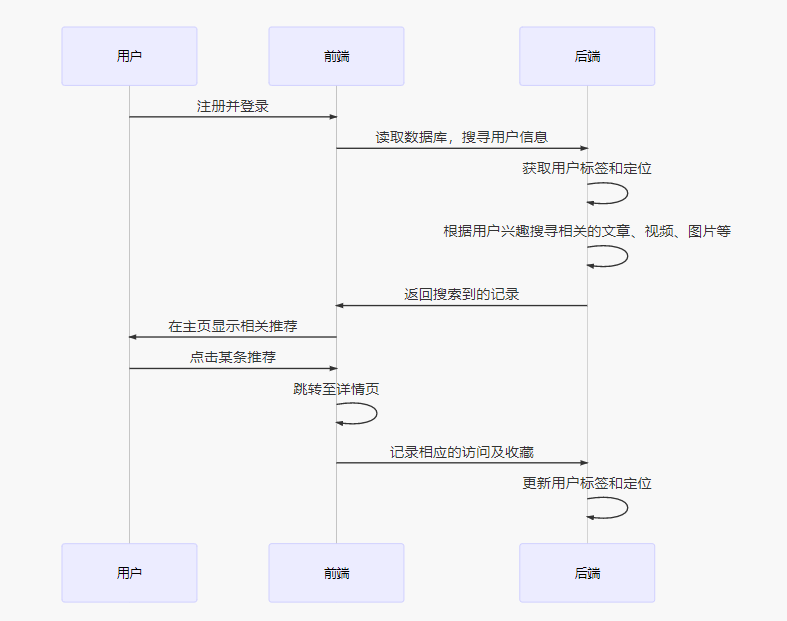 用户
前端
后端
注册并登录
读取数据库，搜寻用户信息
获取用户标签和定位
根据用户兴趣搜寻相关的文章、视频、图片等
返回搜索到的记录
在主页显示相关推荐
点击某条推荐
跳转至详情页
记录相应的访问及收藏
更新用户标签和定位
用户
前端
后端